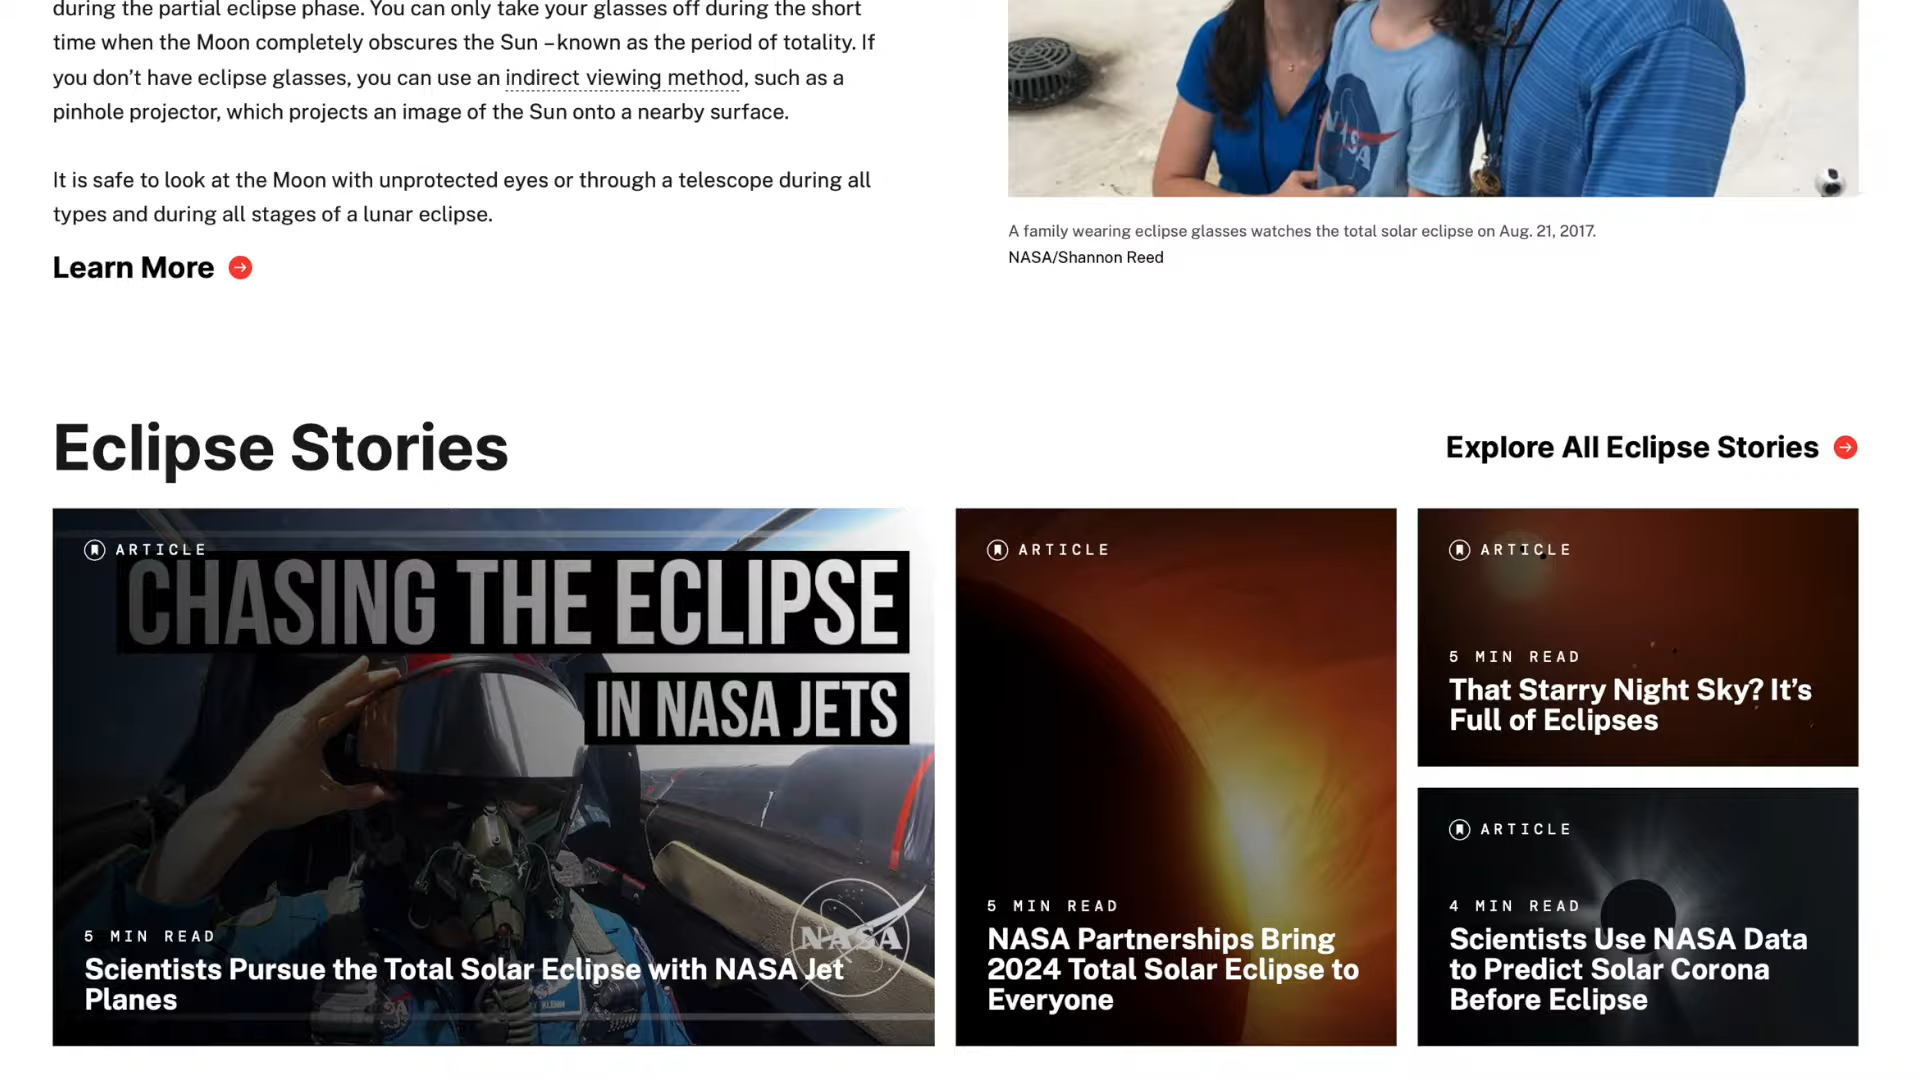 during the partial eclipse phase. You can only take your glasses off during the short
time when the Moon completely obscures the Sun – known as the period of totality. If
you don’t have eclipse glasses, you can use an indirect viewing method, such as a
pinhole projector, which projects an image of the Sun onto a nearby surface.
It is safe to look at the Moon with unprotected eyes or through a telescope during all
types and during all stages of a lunar eclipse.
Learn More
NASA
A family wearing eclipse glasses watches the total solar eclipse on Aug. 21, 2017.
NASA/Shannon Reed
Eclipse Stories
Explore All Eclipse Stories
ARTICLE
CHASING THE ECLIPSE
IN NASA JETS
NASA
5 MIN READ
Scientists Pursue the Total Solar Eclipse with NASA Jet
Planes
ARTICLE
5 MIN READ
NASA Partnerships Bring
2024 Total Solar Eclipse to
Everyone
ARTICLE
5 MIN READ
That Starry Night Sky? It’s
Full of Eclipses
ARTICLE
4 MIN READ
Scientists Use NASA Data
to Predict Solar Corona
Before Eclipse